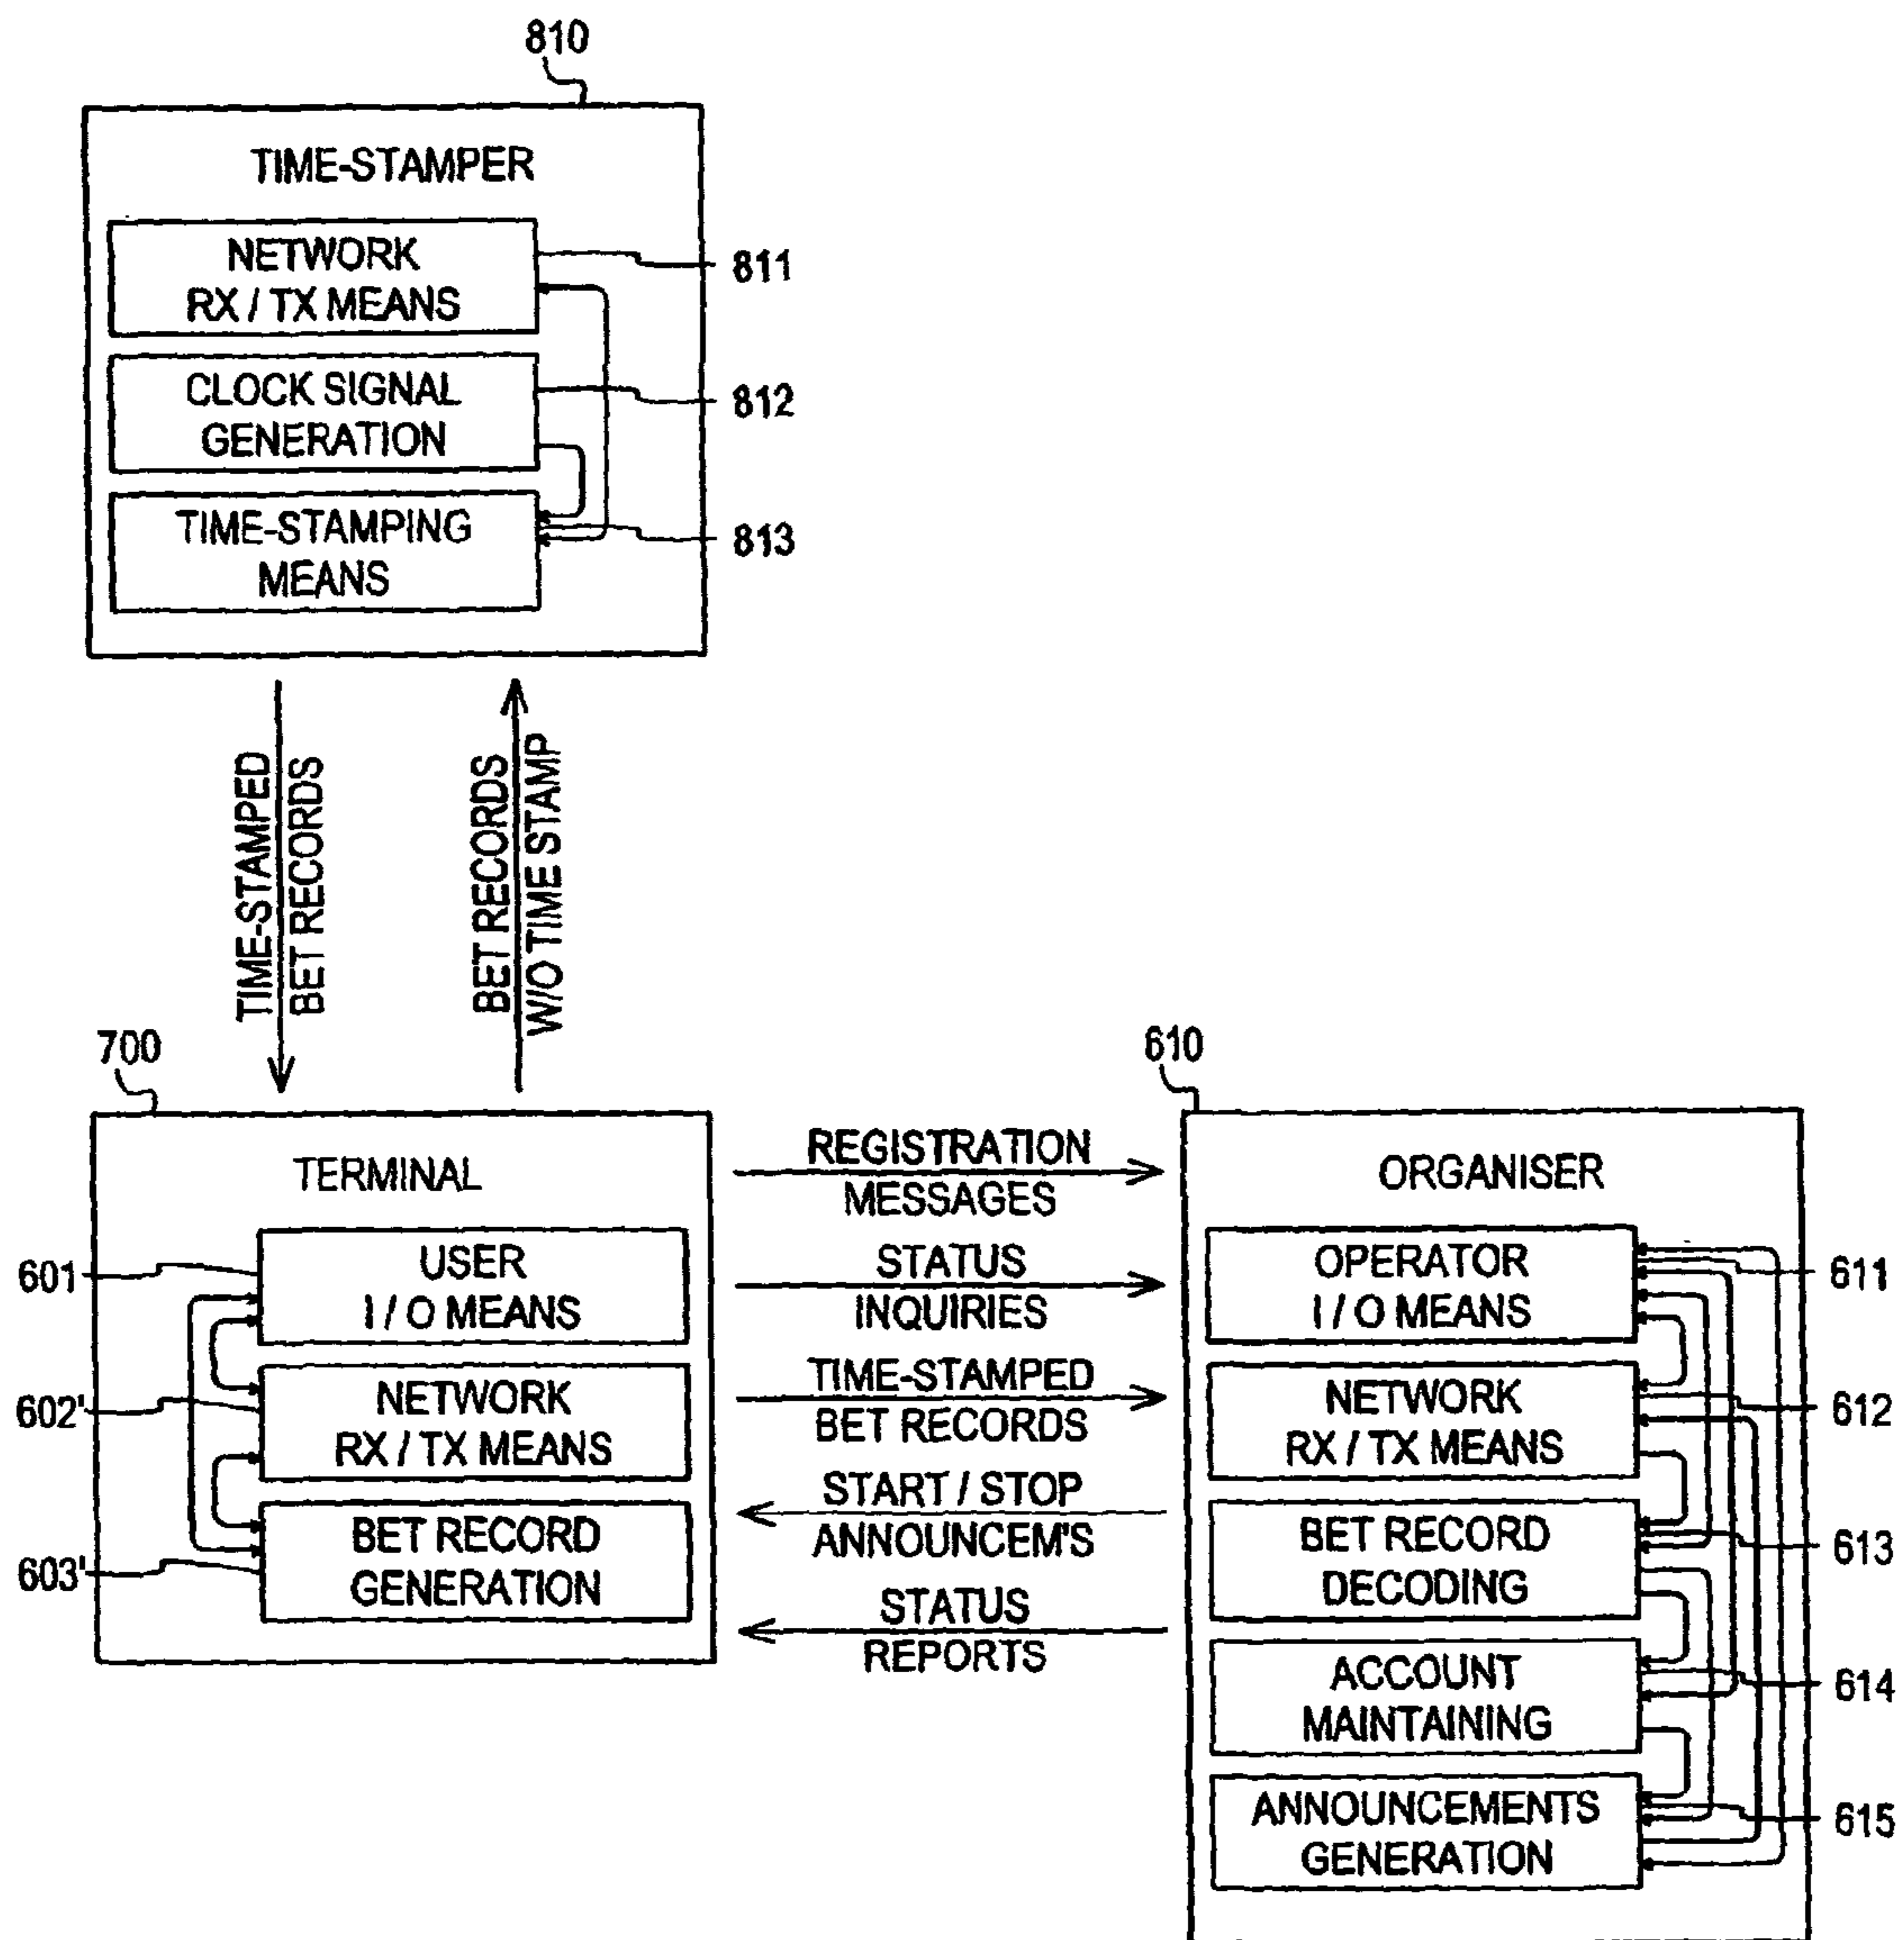 810
TIME-STAMPER
NETWORK
RX / TX MEANS
811
CLOCK SIGNAL
GENERATION
812
TIME-STAMPING
MEANS
813
TIME-STAMPED
BET RECORDS
BET RECORDS
W/O TIME STAMP
700
TERMINAL
601
USER
I / O MEANS
602'
NETWORK
RX / TX MEANS
603'
BET RECORD
GENERATION
REGISTRATION
MESSAGES
STATUS
INQUIRIES
TIME-STAMPED
BET RECORDS
START / STOP
ANNOUNCEM'S
STATUS
REPORTS
610
ORGANISER
OPERATOR
I / O MEANS
611
NETWORK
RX / TX MEANS
612
BET RECORD
DECODING
613
ACCOUNT
MAINTAINING
614
ANNOUNCEMENTS
GENERATION
615